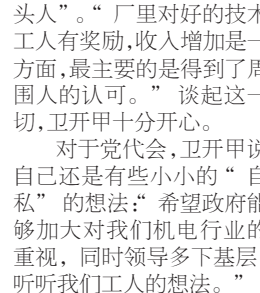 头人”。“厂里对好的技术
工人有奖励,收入增加是一
方面,最主要的是得到了周
围人的认可。”谈起这一
切,卫开甲十分开心。
对于党代会,卫开甲说
自己还是有些小小的“自
私”的想法:“希望政府能
够加大对我们机电行业的
重视,同时领导多下基层,
听听我们工人的想法。”